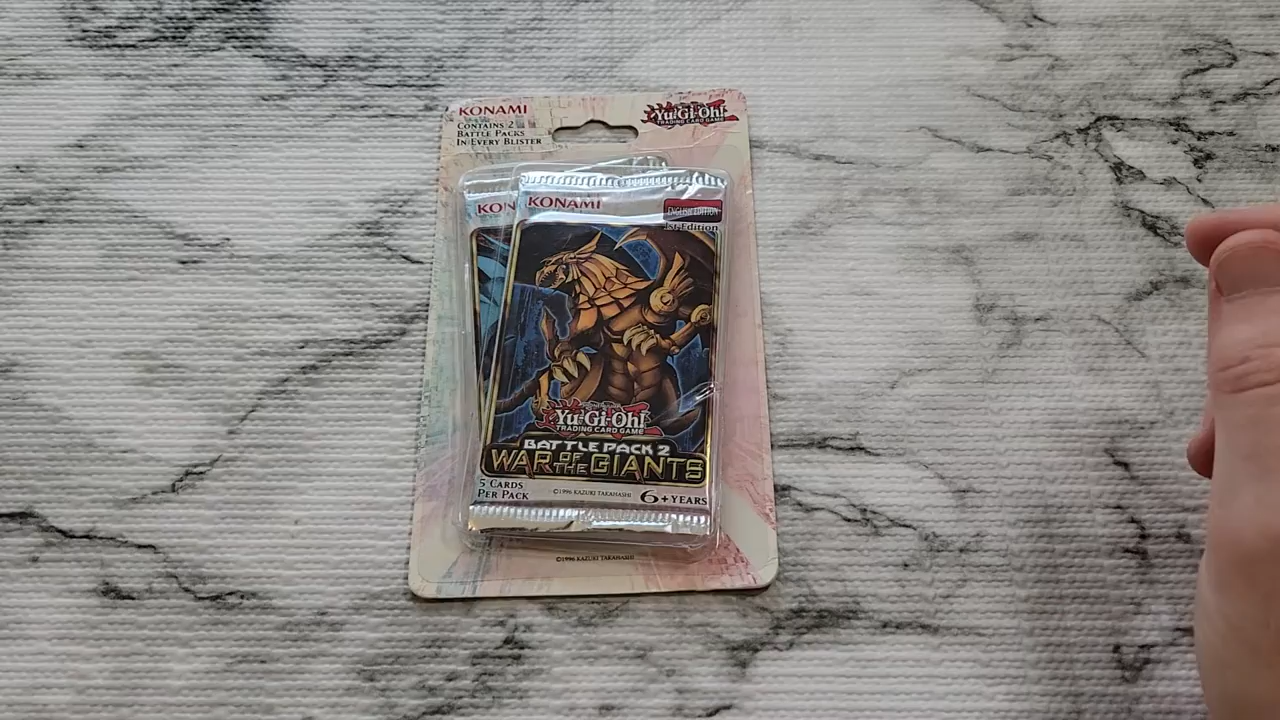 KONAMI
CONTAINS 2
BATTLE PACKS
IN EVERY BLISTER
Yu-Gi-Oh!
TRADING CARD GAME
KON
KONAMI
ENGLISH EDITION
1st Edition
Yu-Gi-Oh!
TRADING CARD GAME
BATTLE PACK 2
WAR OF THE GIANTS
5 CARDS
PER PACK
©1996 KAZUKI TAKAHASHI
6+YEARS
©1996 KAZUKI TAKAHASHI